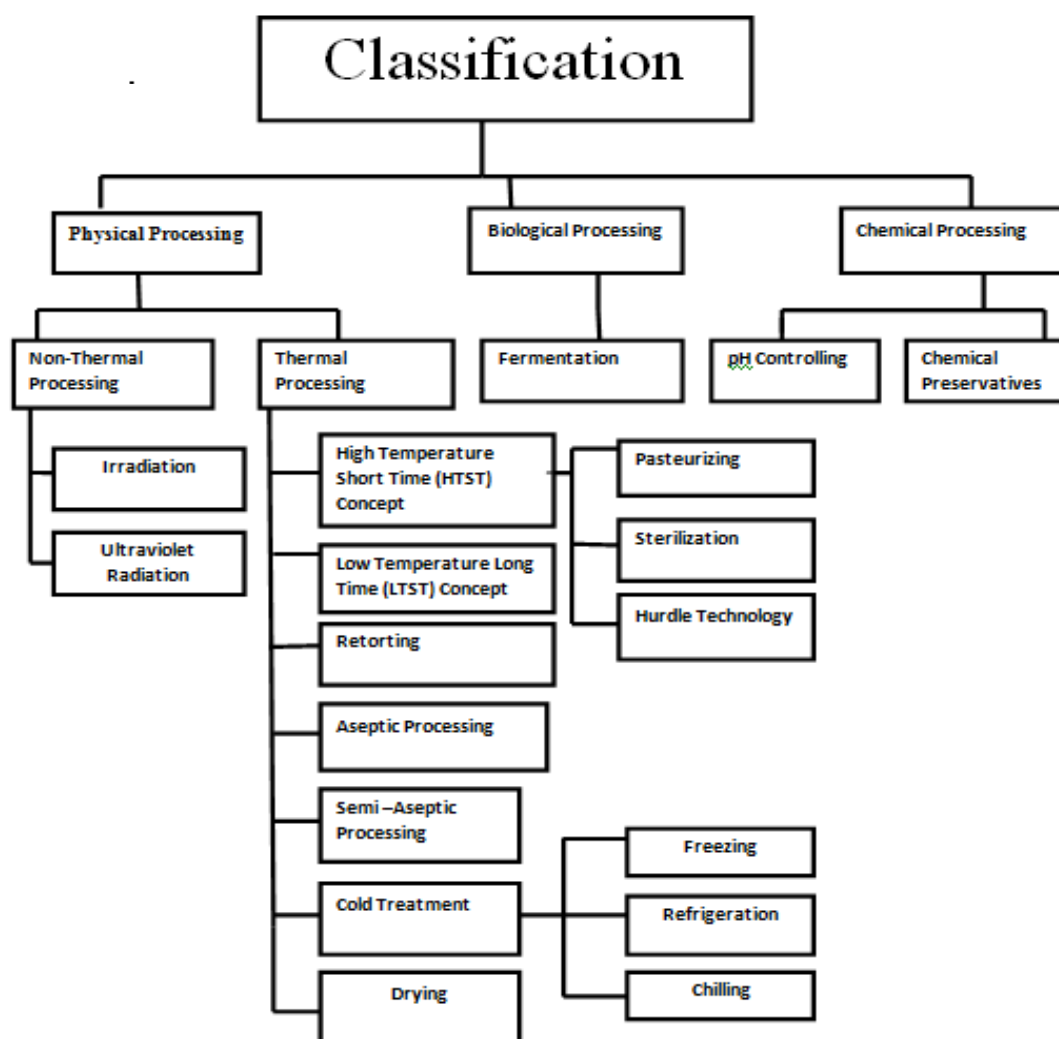 Classification
.
Physical Processing
Biological Processing
Chemical Processing
Non-Thermal
Processing
Thermal
Processing
Fermentation
pH Controlling
Chemical
Preservatives
Irradiation
Ultraviolet
Radiation
High Temperature
Short Time (HTST)
Concept
Pasteurizing
Sterilization
Hurdle Technology
Low Temperature Long
Time (LTST) Concept
Retorting
Aseptic Processing
Semi –Aseptic
Processing
Cold Treatment
Freezing
Refrigeration
Chilling
Drying